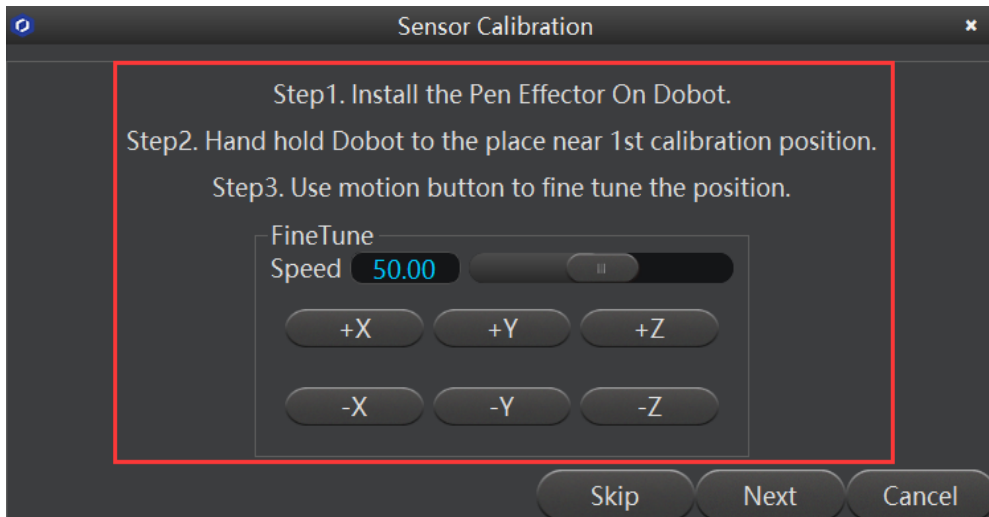 Sensor Calibration
Step1. Install the Pen Effector On Dobot.
Step2. Hand hold Dobot to the place near 1st calibration position.
Step3. Use motion button to fine tune the position.
FineTune
Speed 50.00
+X +Y +Z
-X -Y -Z
Skip Next Cancel